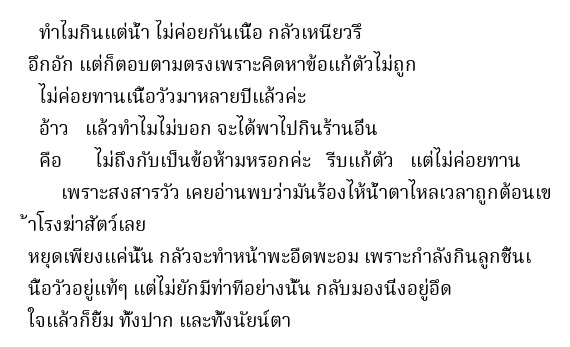 ทำไมกินแต่น้ำ ไม่ค่อยกันเนื้อ กลัวเหนียวรึ
อึกอัก แต่ก็ตอบตามตรงเพราะคิดหาข้อแก้ตัวไม่ถูก
ไม่ค่อยทานเนื้อวัวมาหลายปีแล้วค่ะ
อ้าว แล้วทำไมไม่บอก จะได้พาไปกินร้านอื่น
คือ ไม่ถึงกับเป็นข้อห้ามหรอกค่ะ รีบแก้ตัว แต่ไม่ค่อยทาน
เพราะสงสารวัว เคยอ่านพบว่ามันร้องไห้น้ำตาไหลเวลาถูกต้อนเข
้าโรงฆ่าสัตว์เลย
หยุดเพียงแค่นั้น กลัวจะทำหน้าพะอืดพะอม เพราะกำลังกินลูกชิ้นเ
นื้อวัวอยู่แท้ๆ แต่ไม่ยักมีท่าทีอย่างนั้น กลับมองนิ่งอยู่อึด
ใจแล้วก็ยิ้ม ทั้งปาก และทั้งนัยน์ตา